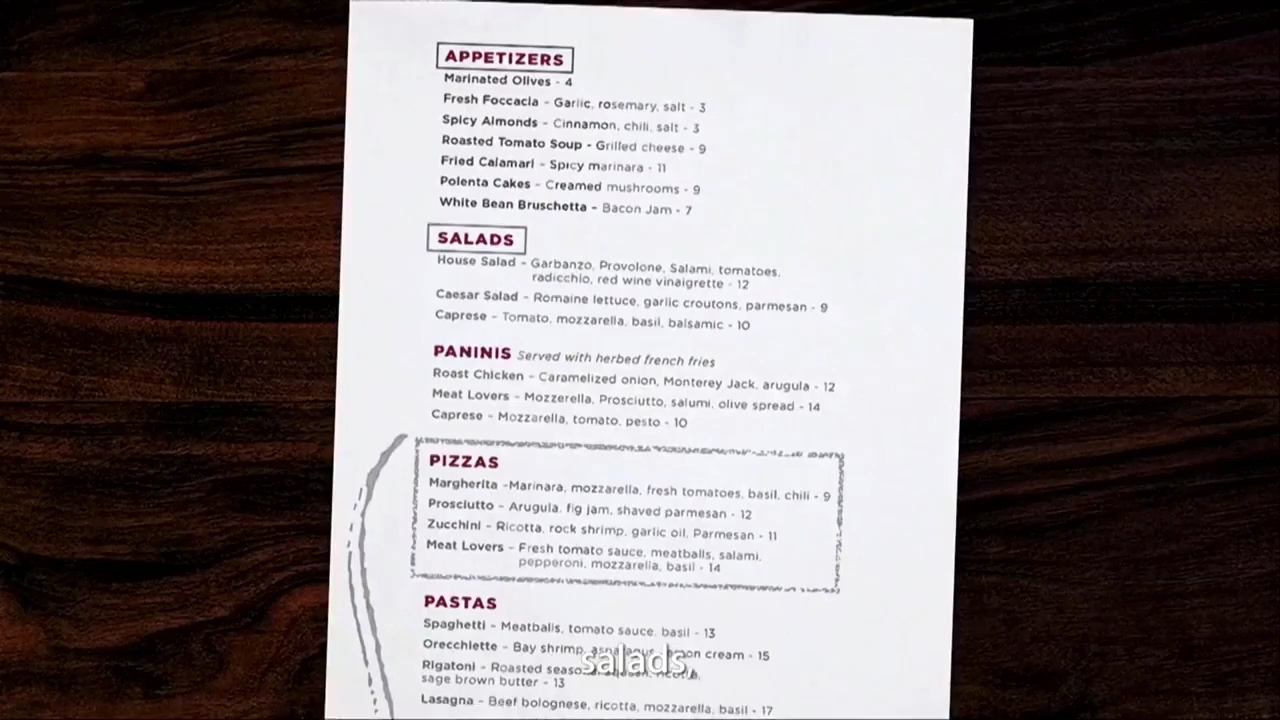 APPETIZERS
Marinated Olives - 4
Fresh Foccacia - Garlic, rosemary, salt - 3
Spicy Almonds - Cinnamon, chili, salt - 3
Roasted Tomato Soup - Grilled cheese - 9
Fried Calamari - Spicy marinara - 11
Polenta Cakes - Creamed mushrooms - 9
White Bean Bruschetta - Bacon Jam - 7
SALADS
House Salad - Garbanzo, Provolone, Salami, tomatoes,
radicchio, red wine vinaigrette - 12
Caesar Salad - Romaine lettuce, garlic croutons, parmesan - 9
Caprese - Tomato, mozzarella, basil, balsamic - 10
PANINIS Served with herbed french fries
Roast Chicken - Caramelized onion, Monterey Jack, arugula - 12
Meat Lovers - Mozzerella, Prosciutto, salumi, olive spread - 14
Caprese - Mozzarella, tomato, pesto - 10
PIZZAS
Margherita -Marinara, mozzarella, fresh tomatoes, basil, chili - 9
Prosciutto - Arugula, fig jam, shaved parmesan - 12
Zucchini - Ricotta, rock shrimp, garlic oil, Parmesan - 11
Meat Lovers - Fresh tomato sauce, meatballs, salami,
pepperoni, mozzarella, basil - 14
PASTAS
Spaghetti - Meatballs, tomato sauce, basil - 13
Orecchiette - Bay shrimp, cream - 15
Rigatoni - Roasted
sage brown butter - 13
Lasagna - Beef bolognese, ricotta, mozzarella, basil - 17
salads,